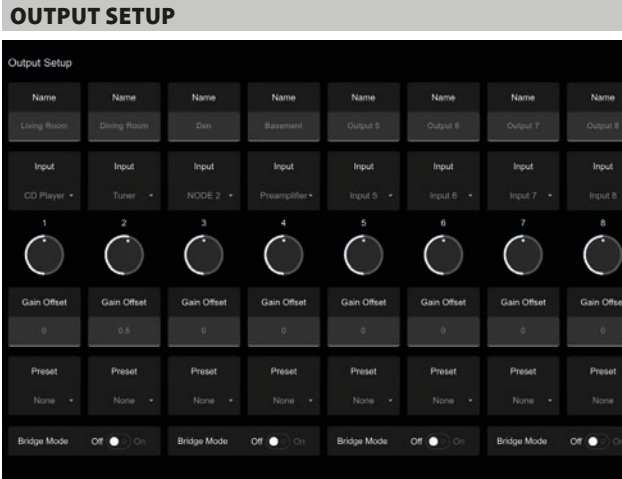 OUTPUT SETUP
Output Setup
Name Name Name Name Name Name Name Name
Living Room Dining Room Den Basement Output 5 Output 6 Output 7 Output 8
Input Input Input Input Input Input Input Input
CD Player Tuner NODE 2 Preamplifier Input 5 Input 6 Input 7 Input 8
1 2 3 4 5 6 7 8
Gain Offset Gain Offset Gain Offset Gain Offset Gain Offset Gain Offset Gain Offset Gain Offse
0 0.5 0 0 0 0 0 0
Preset Preset Preset Preset Preset Preset Preset Preset
None None None None None None None None
Bridge Mode Off On Bridge Mode Off On Bridge Mode Off On Bridge Mode Off O